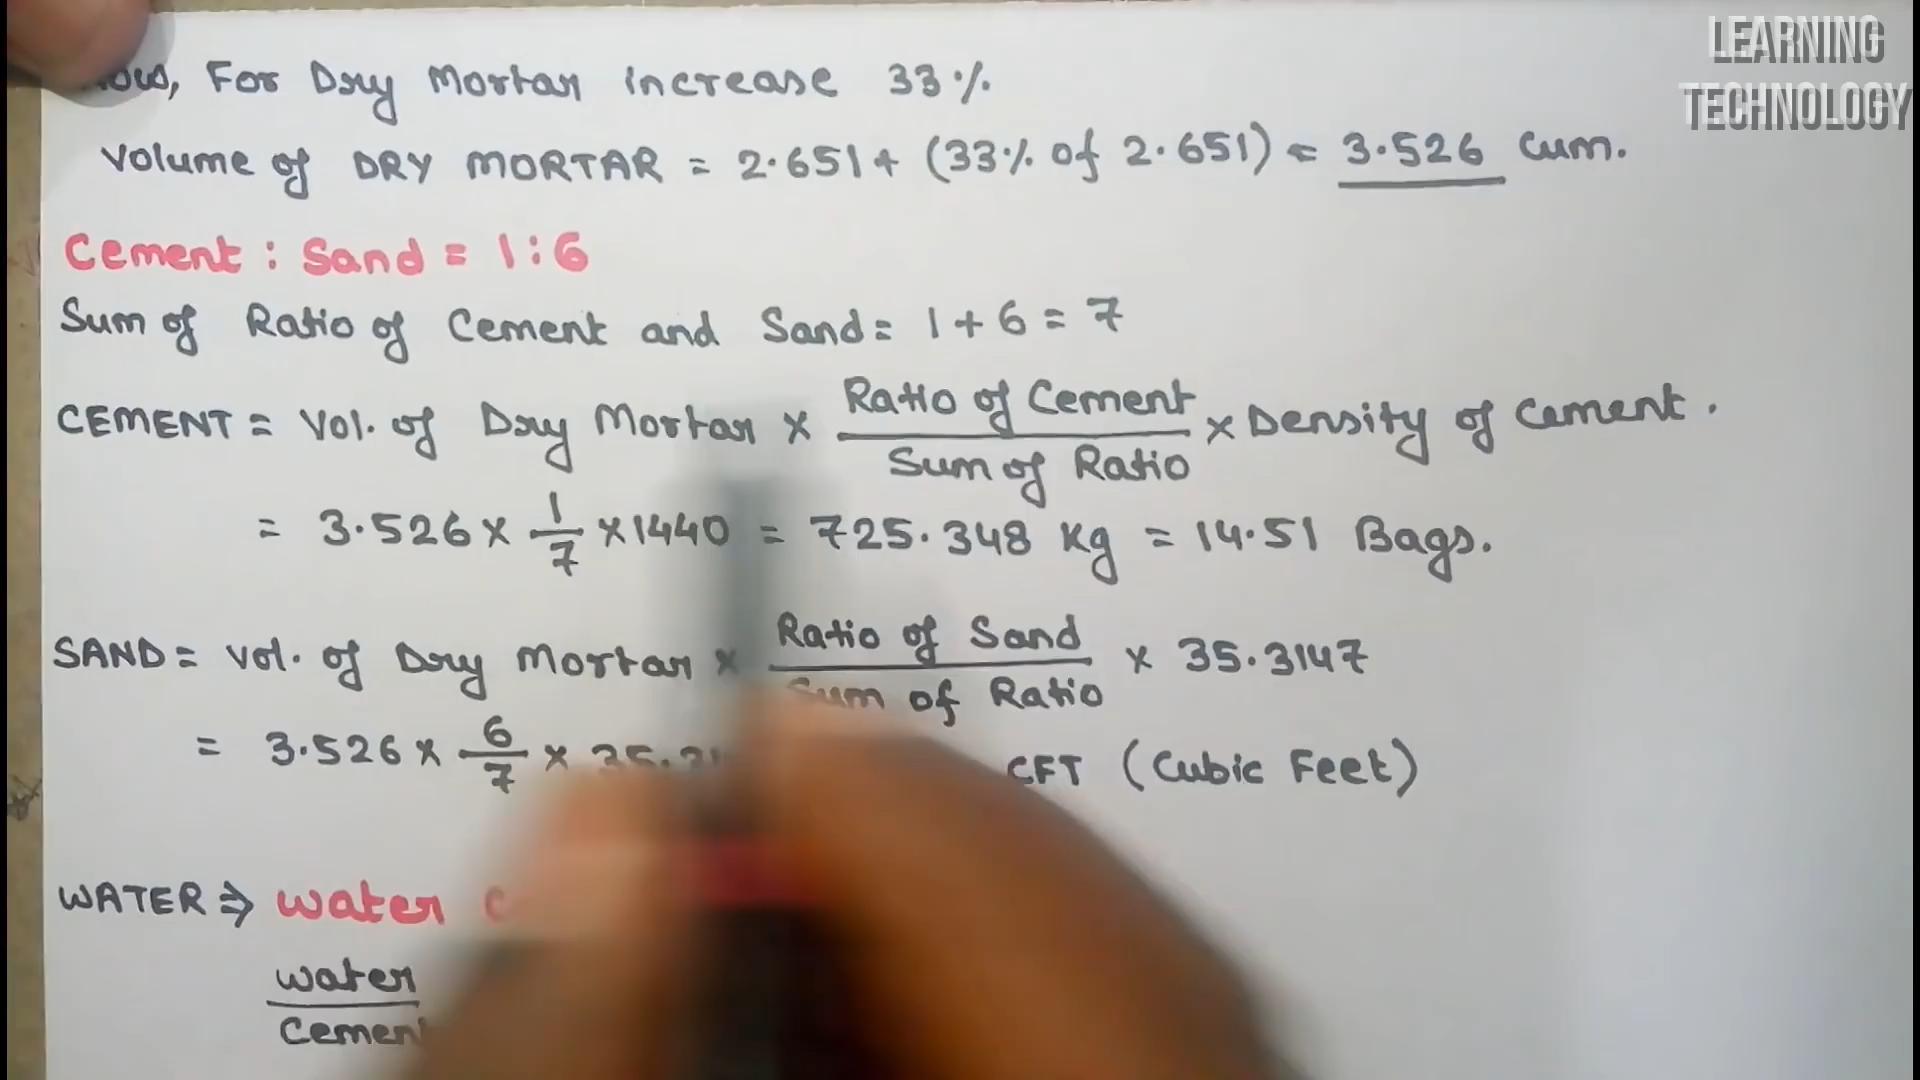 LEARNING
TECHNOLOGY
For Dry Mortar increase 33%
Volume of DRY MORTAR = 2.651 + (33% of 2.651) = 3.526 Cum.
Cement : Sand = 1:6
Sum of Ratio of Cement and Sand = 1 + 6 = 7
CEMENT = Vol. of Dry Mortar × Ratio of Cement / Sum of Ratio × Density of Cement.
= 3.526 × 1/7 × 1440 = 725.348 kg = 14.51 Bags.
SAND = Vol. of Dry Mortar × Ratio of Sand / Sum of Ratio × 35.3147
= 3.526 × 6/7 × CFT (Cubic Feet)
WATER ⇒ water
water
Cement